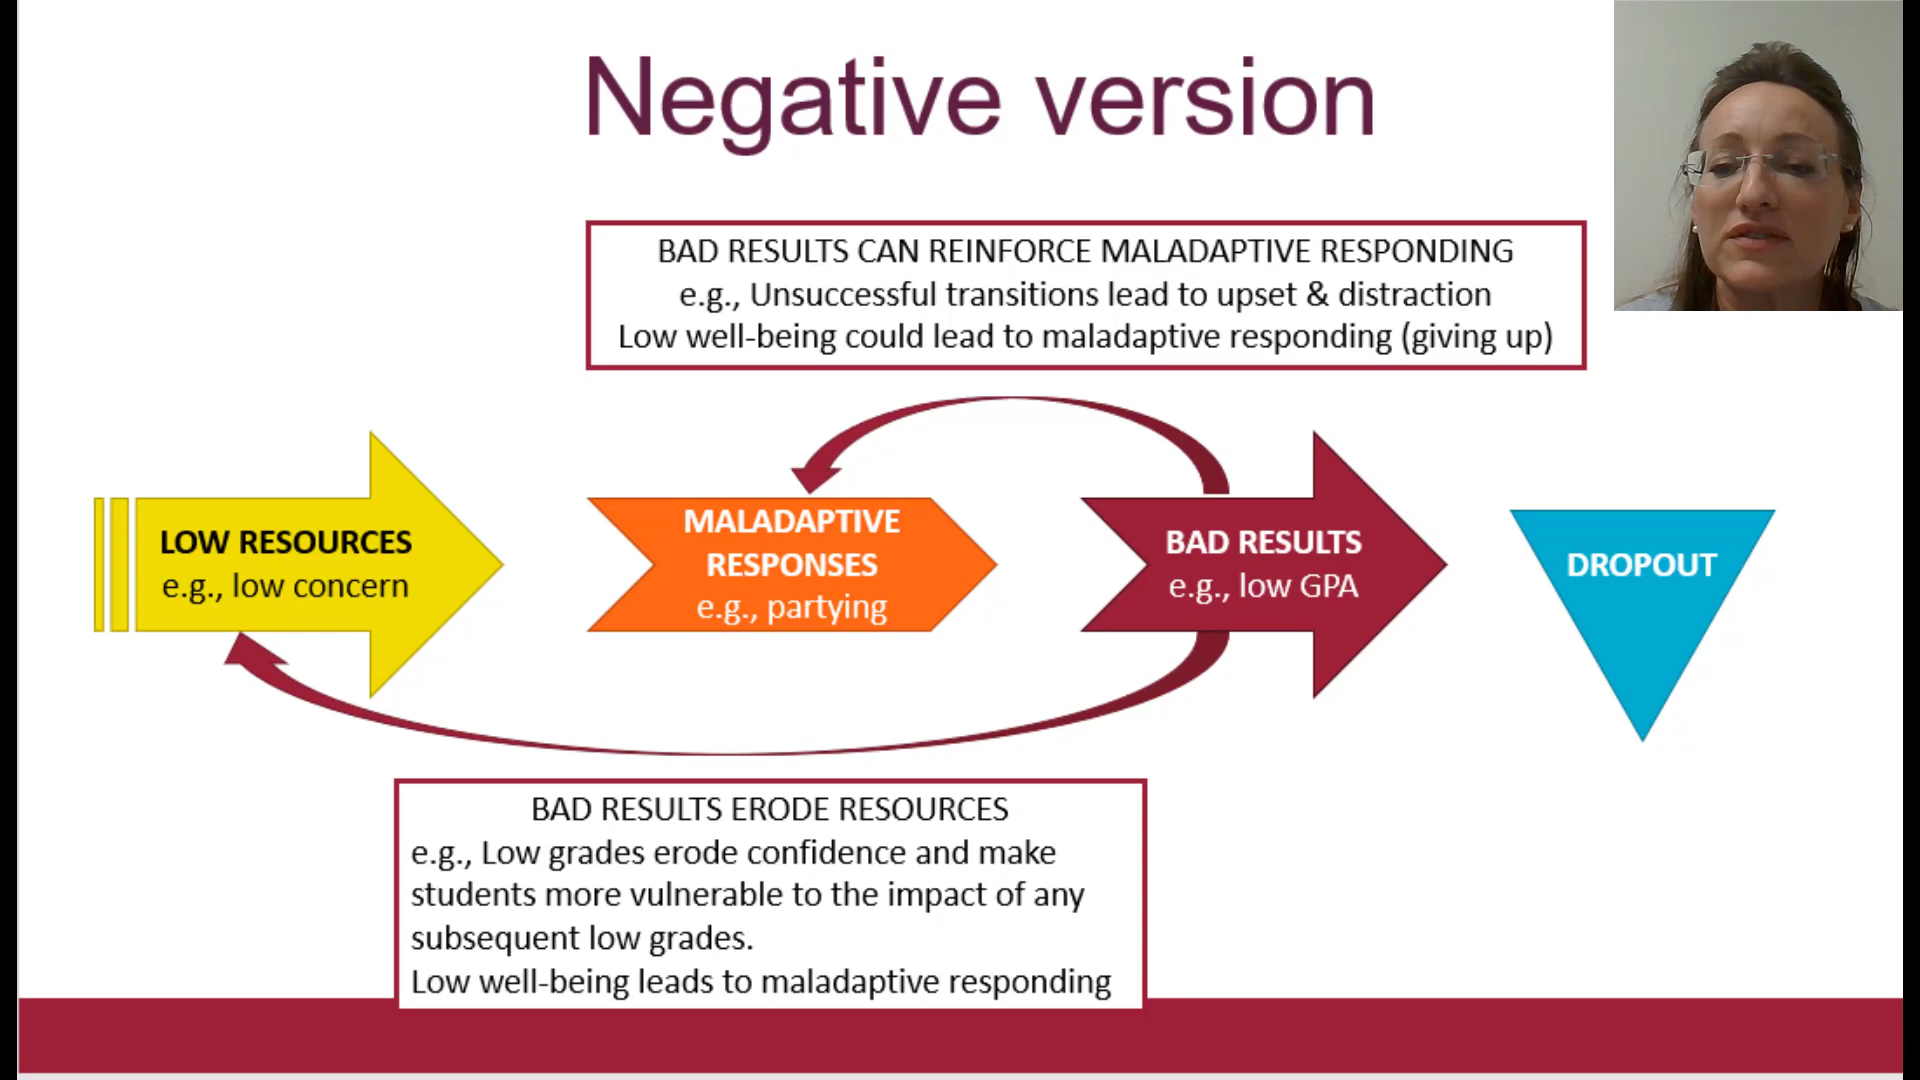 Negative version
BAD RESULTS CAN REINFORCE MALADAPTIVE RESPONDING
e.g., Unsuccessful transitions lead to upset & distraction
Low well-being could lead to maladaptive responding (giving up)
LOW RESOURCES
e.g., low concern
MALADAPTIVE
RESPONSES
e.g., partying
BAD RESULTS
e.g., low GPA
DROPOUT
BAD RESULTS ERODE RESOURCES
e.g., Low grades erode confidence and make
students more vulnerable to the impact of any
subsequent low grades.
Low well-being leads to maladaptive responding